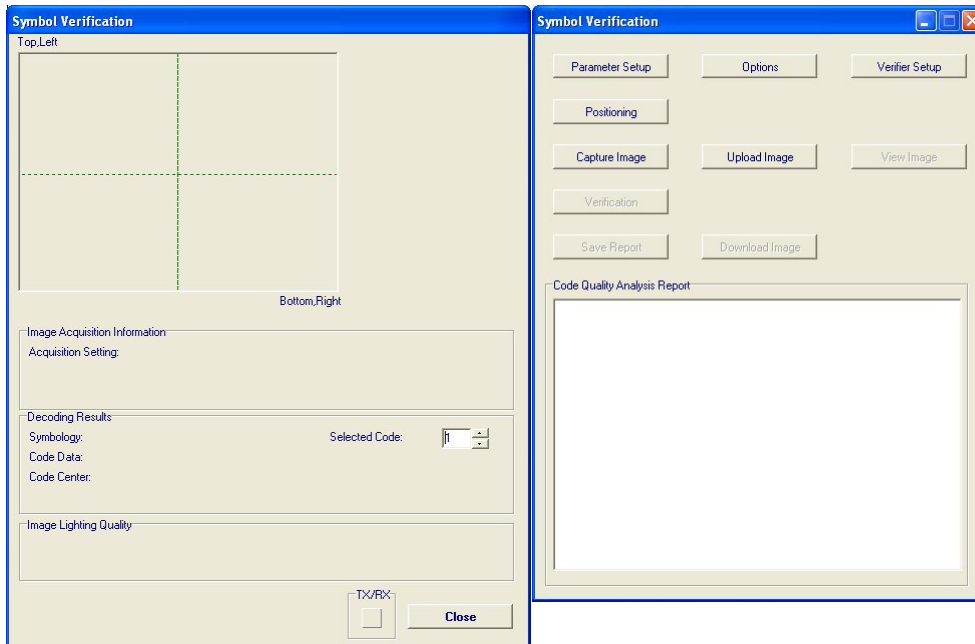 Symbol Verification
Top,Left
Bottom,Right
Image Acquisition Information
Acquisition Setting:
Decoding Results
Symbology:
Selected Code: 1
Code Data:
Code Center:
Image Lighting Quality
TX/RX
Close
Symbol Verification
Parameter Setup Options Verifier Setup
Positioning
Capture Image Upload Image View Image
Verification
Save Report Download Image
Code Quality Analysis Report